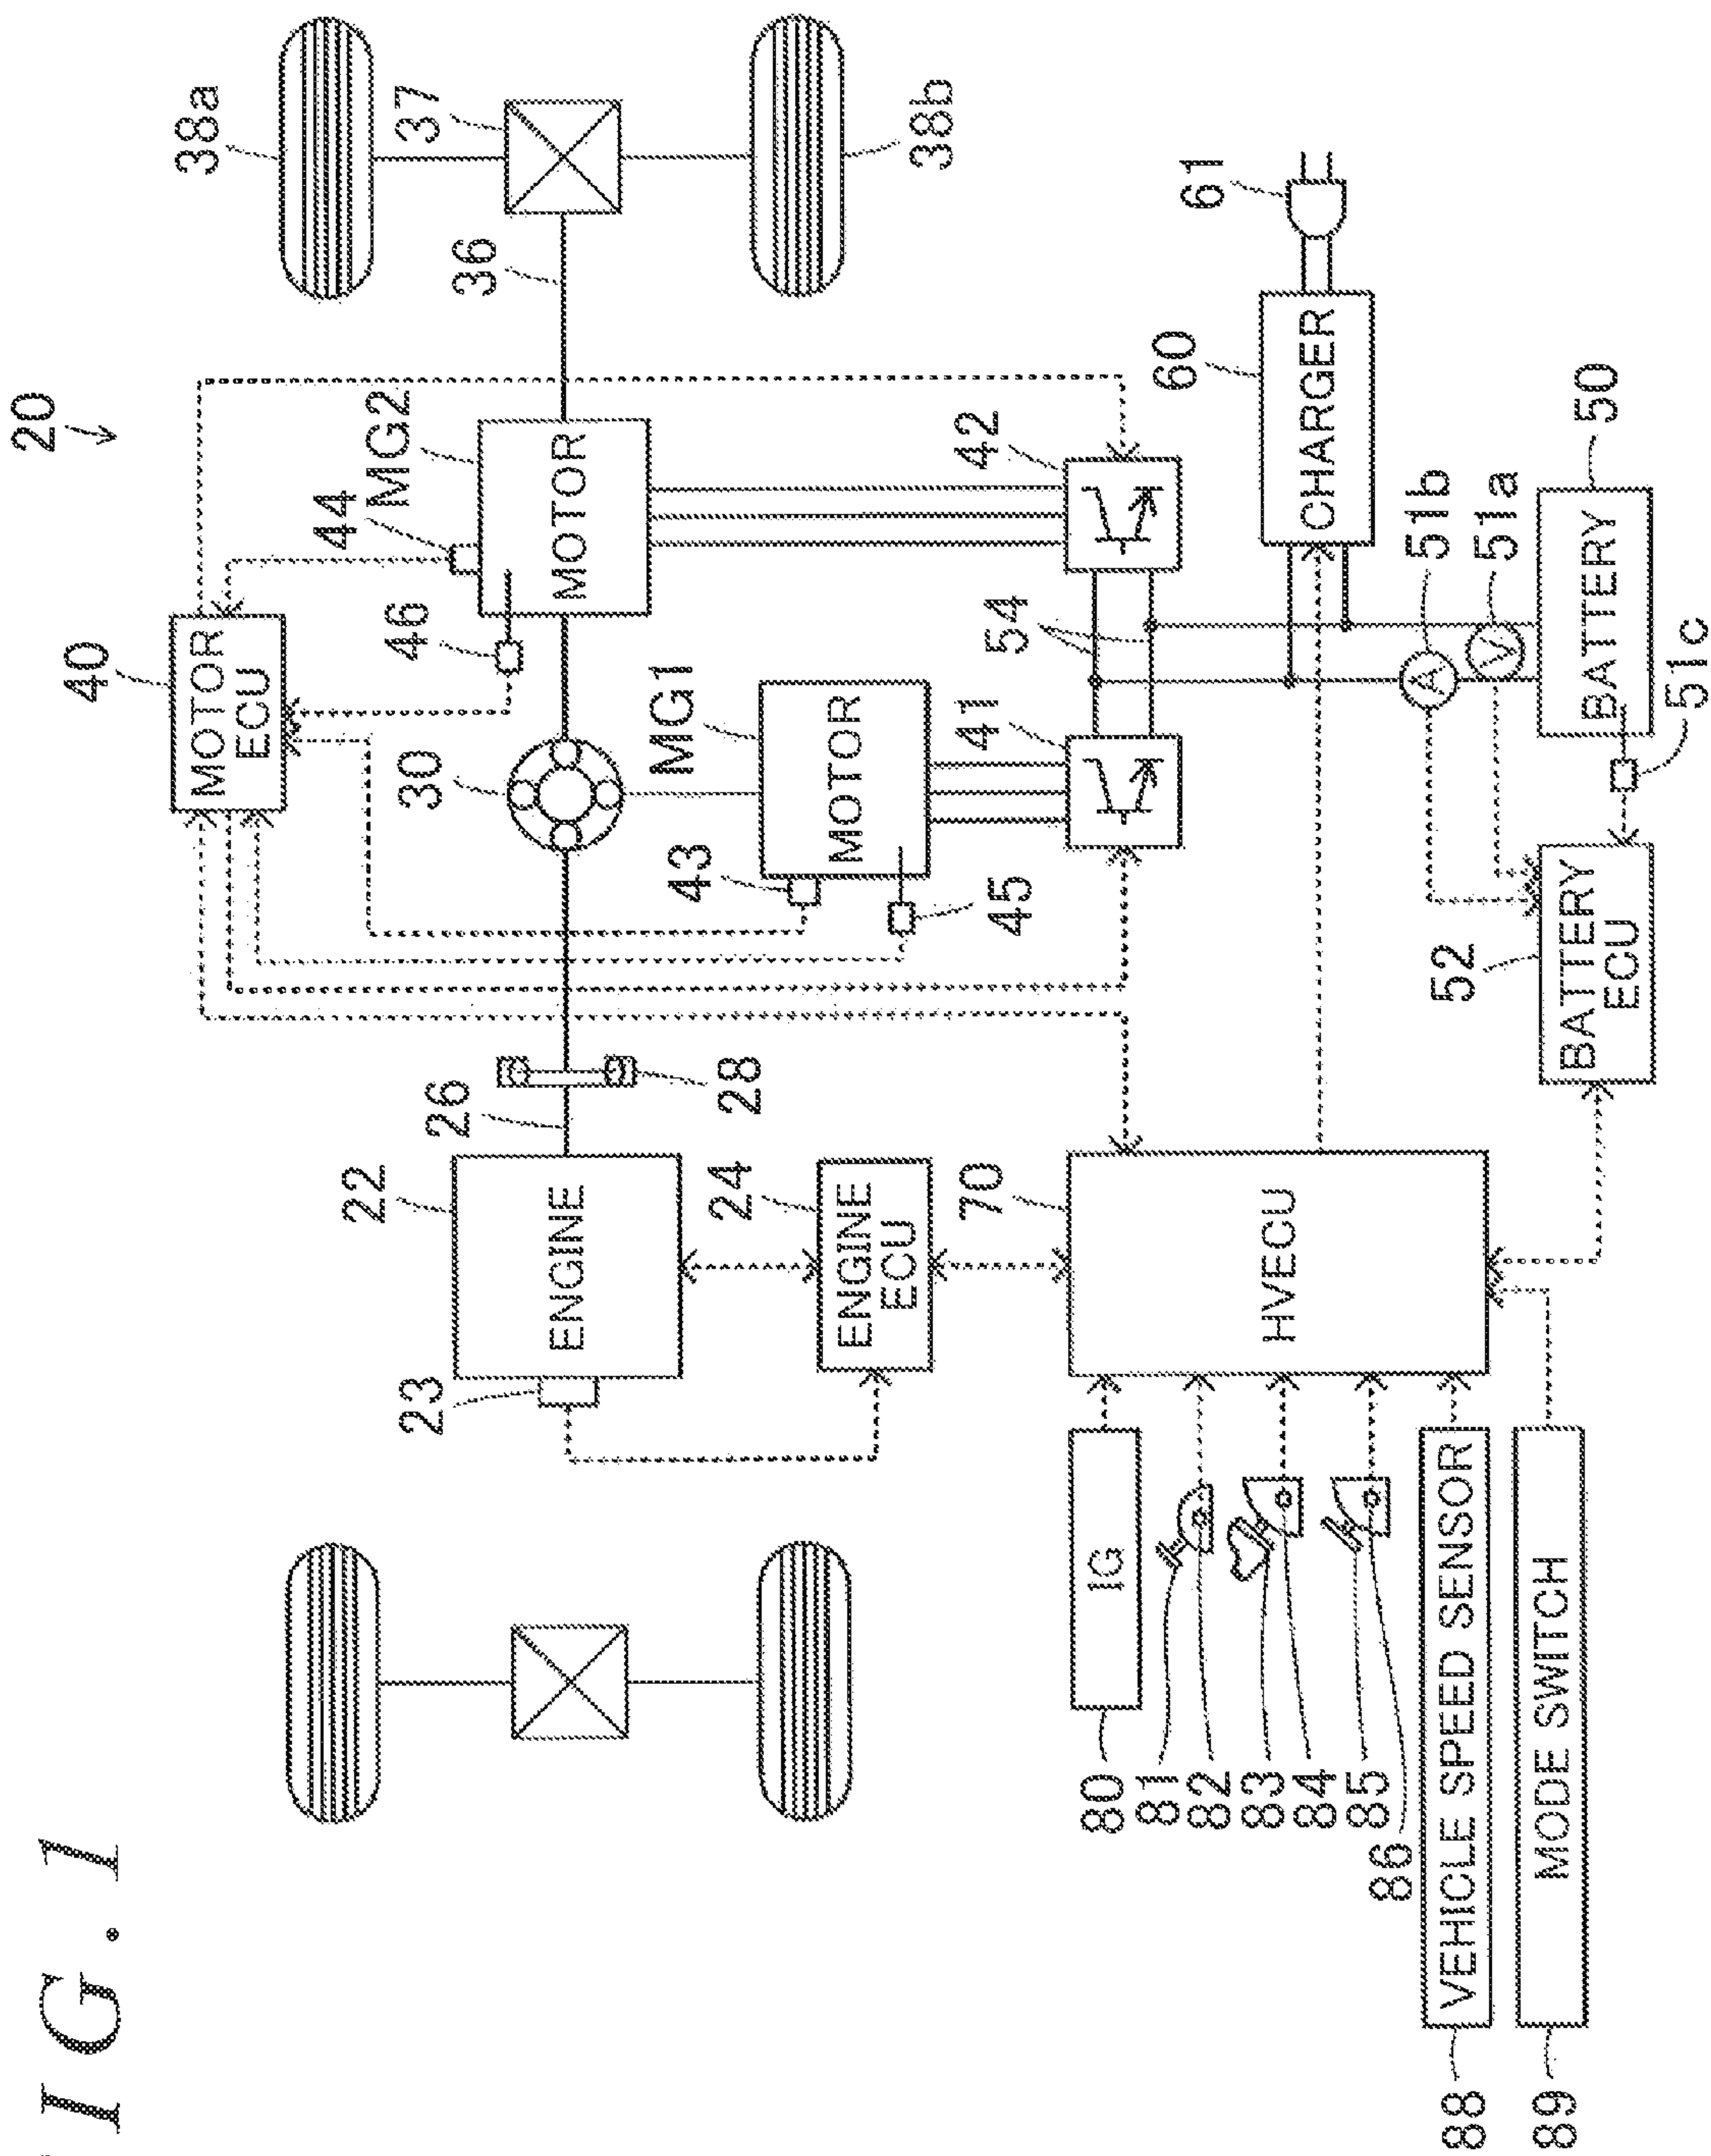 IG. 1
20
38a
37
38b
36
MG2
MOTOR
44
46
40
MOTOR
ECU
30
MG1
MOTOR
43
45
42
41
54
61
60
CHARGER
51b
51a
50
BATTERY
51c
52
BATTERY
ECU
28
26
22
ENGINE
23
24
ENGINE
ECU
70
HVECU
IG
80
81
82
83
84
85
86
A
V
VEHICLE SPEED SENSOR
88
MODE SWITCH
89